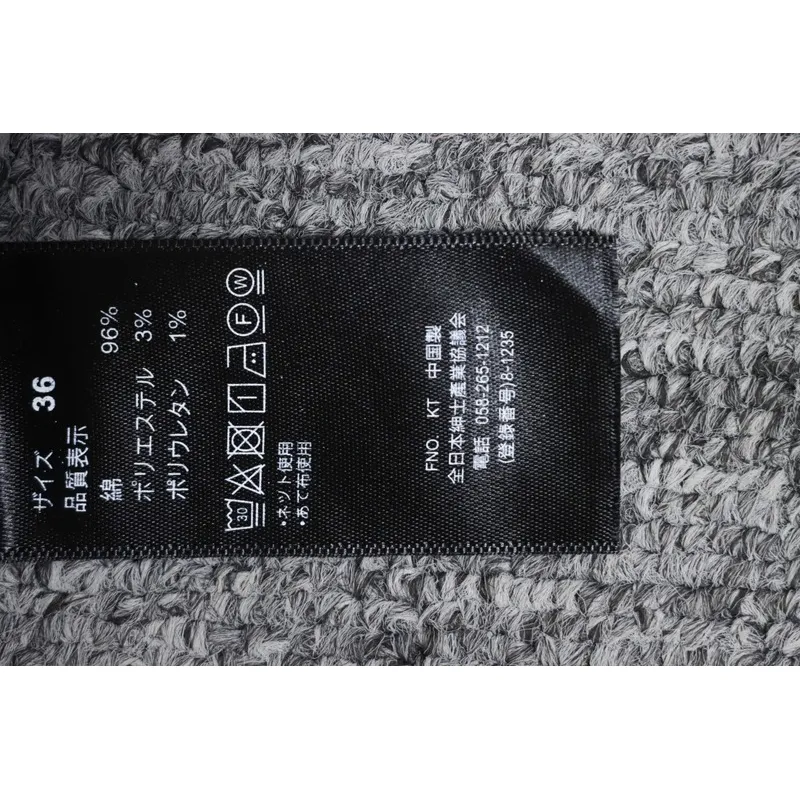 サイズ 36
品質表示
綿 96%
ポリエステル 3%
ポリウレタン 1%
30 1 F W
・ネット使用
・あて布使用
FNO. KT 中国製
全日本紳士産業協議会
電話 058-265-1212
(登録番号)8-1235